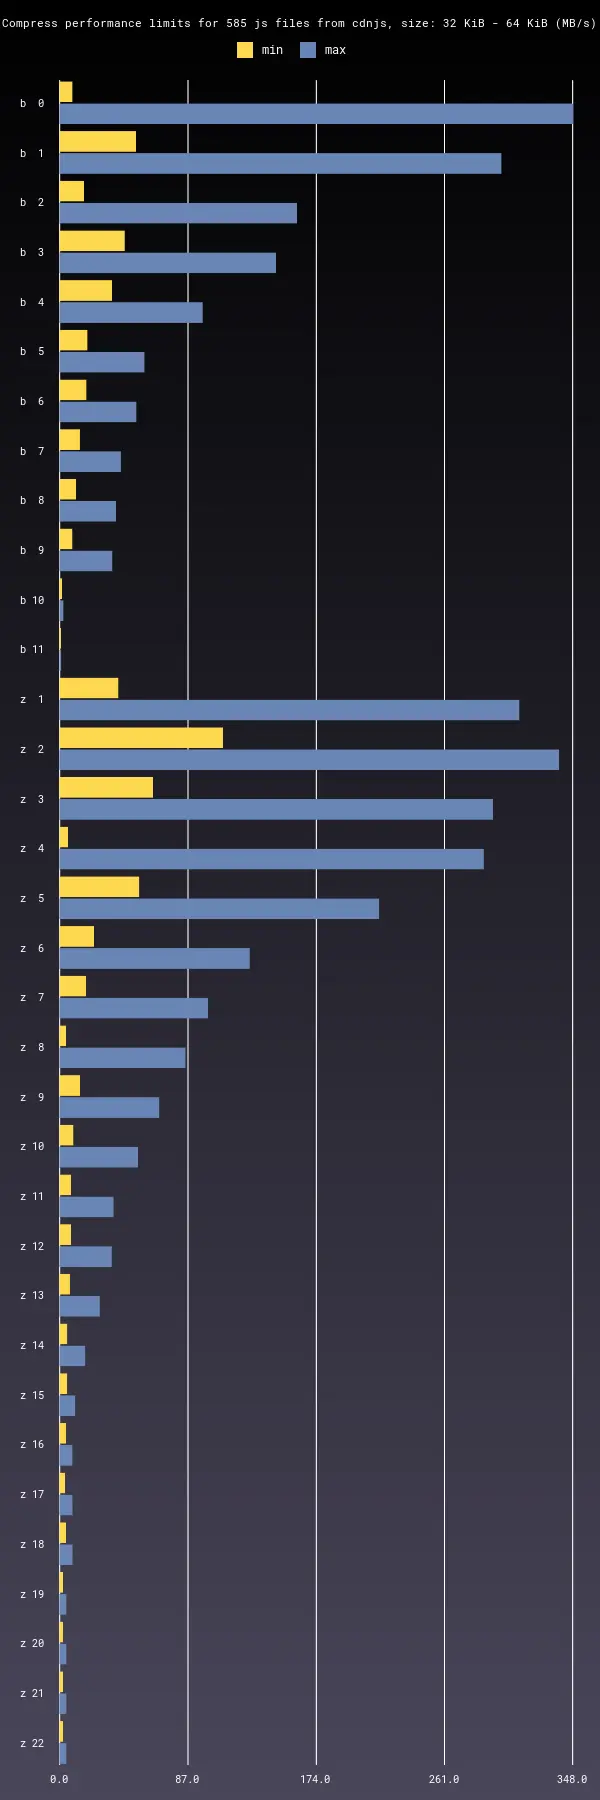 Compress performance limits for 585 js files from cdnjs, size: 32 KiB - 64 KiB (MB/s)
min max
b 0
b 1
b 2
b 3
b 4
b 5
b 6
b 7
b 8
b 9
b 10
b 11
z 1
z 2
z 3
z 4
z 5
z 6
z 7
z 8
z 9
z 10
z 11
z 12
z 13
z 14
z 15
z 16
z 17
z 18
z 19
z 20
z 21
z 22
0.0 87.0 174.0 261.0 348.0